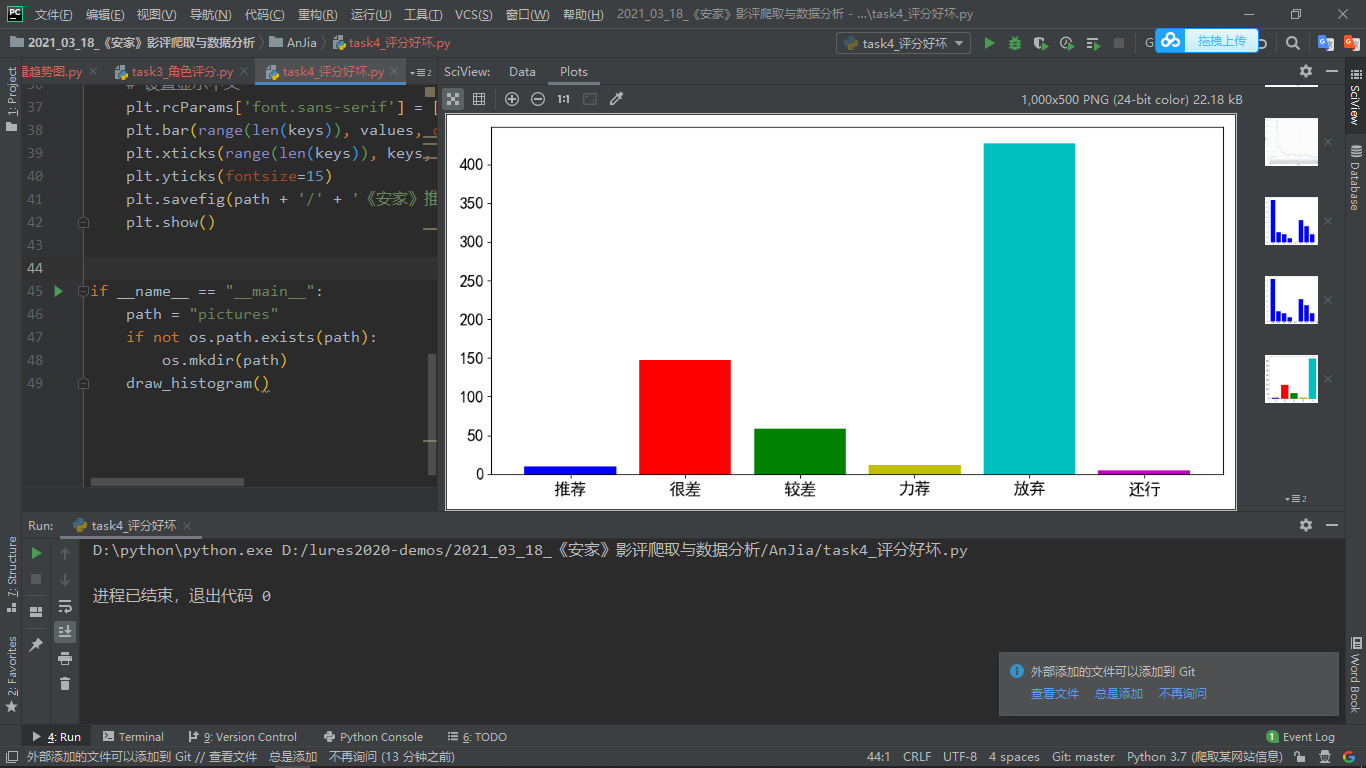 文件(F) 编辑(E) 视图(V) 导航(N) 代码(C) 重构(R) 运行(U) 工具(T) VCS(S) 窗口(W) 帮助(H) 2021_03_18_《安家》影评爬取与数据分析 - ...\task4_评分好坏.py
2021_03_18_《安家》影评爬取与数据分析 AnJia task4_评分好坏.py task4_评分好坏 拖拽上传
趋势图.py task3_角色评分.py task4_评分好坏.py SciView: Data Plots
1:1 1,000x500 PNG (24-bit color) 22.18 kB
36 # 设置显示中文
37 plt.rcParams['font.sans-serif'] = [
38 plt.bar(range(len(keys)), values,
39 plt.xticks(range(len(keys)), keys,
40 plt.yticks(fontsize=15)
41 plt.savefig(path + '/' + '《安家》推
42 plt.show()
43
44
45 if __name__ == "__main__":
46 path = "pictures"
47 if not os.path.exists(path):
48 os.mkdir(path)
49 draw_histogram()
400
350
300
250
200
150
100
50
0
推荐 很差 较差 力荐 放弃 还行
1: Project
7: Structure
2: Favorites
SciView
Database
Word Book
Run: task4_评分好坏
D:\python\python.exe D:/lures2020-demos/2021_03_18_《安家》影评爬取与数据分析/AnJia/task4_评分好坏.py
进程已结束，退出代码 0
外部添加的文件可以添加到 Git
查看文件 总是添加 不再询问
4: Run Terminal 9: Version Control Python Console 6: TODO 1 Event Log
外部添加的文件可以添加到 Git // 查看文件 总是添加 不再询问 (13 分钟之前) 44:1 CRLF UTF-8 4 spaces Git: master Python 3.7 (爬取某网站信息)